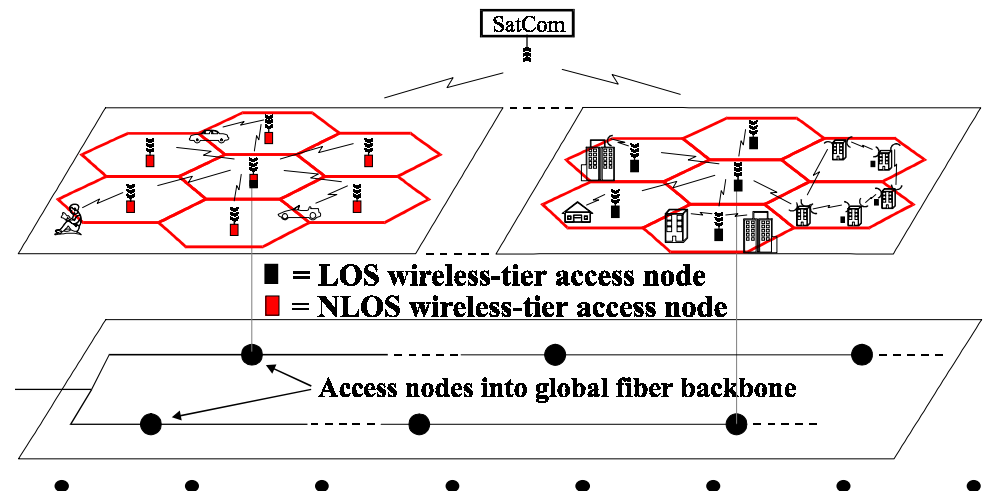 SatCom
= LOS wireless-tier access node
= NLOS wireless-tier access node
Access nodes into global fiber backbone